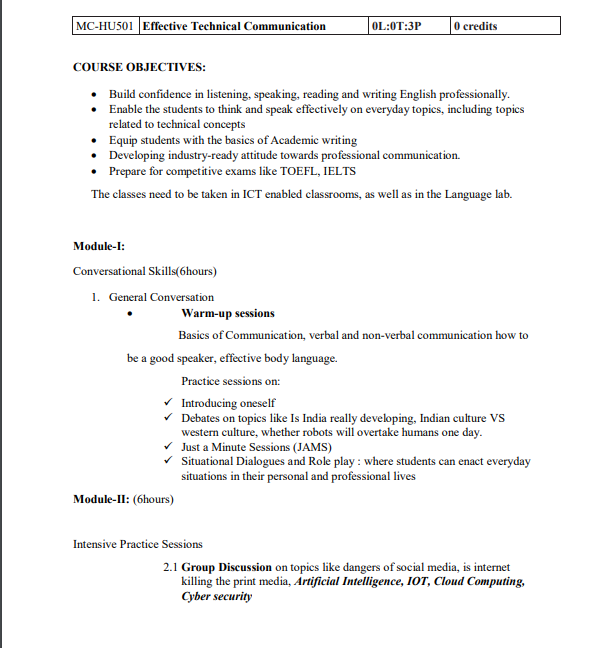 MC-HU501 Effective Technical Communication 0L:0T:3P 0 credits
COURSE OBJECTIVES:
• Build confidence in listening, speaking, reading and writing English professionally.
• Enable the students to think and speak effectively on everyday topics, including topics
related to technical concepts
• Equip students with the basics of Academic writing
• Developing industry-ready attitude towards professional communication.
• Prepare for competitive exams like TOEFL, IELTS
The classes need to be taken in ICT enabled classrooms, as well as in the Language lab.
Module-I:
Conversational Skills(6hours)
1. General Conversation
• Warm-up sessions
Basics of Communication, verbal and non-verbal communication how to
be a good speaker, effective body language.
Practice sessions on:
✓ Introducing oneself
✓ Debates on topics like Is India really developing, Indian culture VS
western culture, whether robots will overtake humans one day.
✓ Just a Minute Sessions (JAMS)
✓ Situational Dialogues and Role play : where students can enact everyday
situations in their personal and professional lives
Module-II: (6hours)
Intensive Practice Sessions
2.1 Group Discussion on topics like dangers of social media, is internet
killing the print media, Artificial Intelligence, IOT, Cloud Computing,
Cyber security